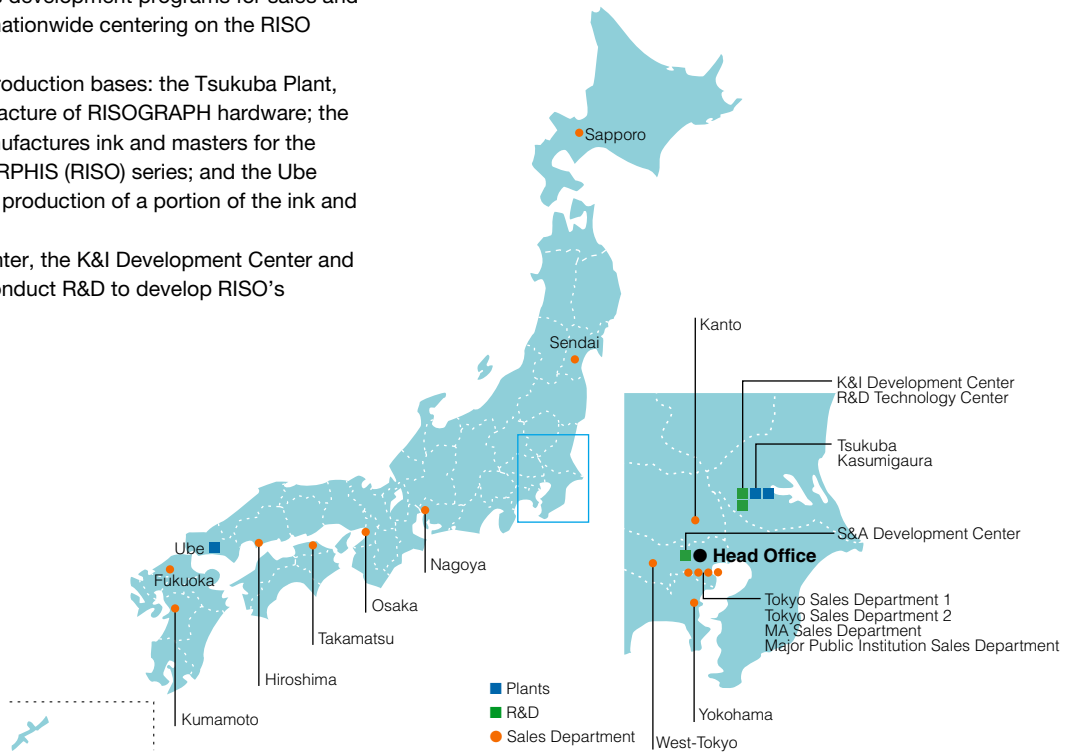 development programs for sales and
nationwide centering on the RISO
roduction bases: the Tsukuba Plant,
acture of RISOGRAPH hardware; the
nufactures ink and masters for the
RPHIS (RISO) series; and the Ube
production of a portion of the ink and
nter, the K&I Development Center and
onduct R&D to develop RISO's
Sapporo
Sendai
Kanto
K&I Development Center
R&D Technology Center
Tsukuba
Kasumigaura
S&A Development Center
Head Office
Tokyo Sales Department 1
Tokyo Sales Department 2
MA Sales Department
Major Public Institution Sales Department
Yokohama
West-Tokyo
Ube
Fukuoka
Nagoya
Osaka
Takamatsu
Hiroshima
Kumamoto
Plants
R&D
Sales Department